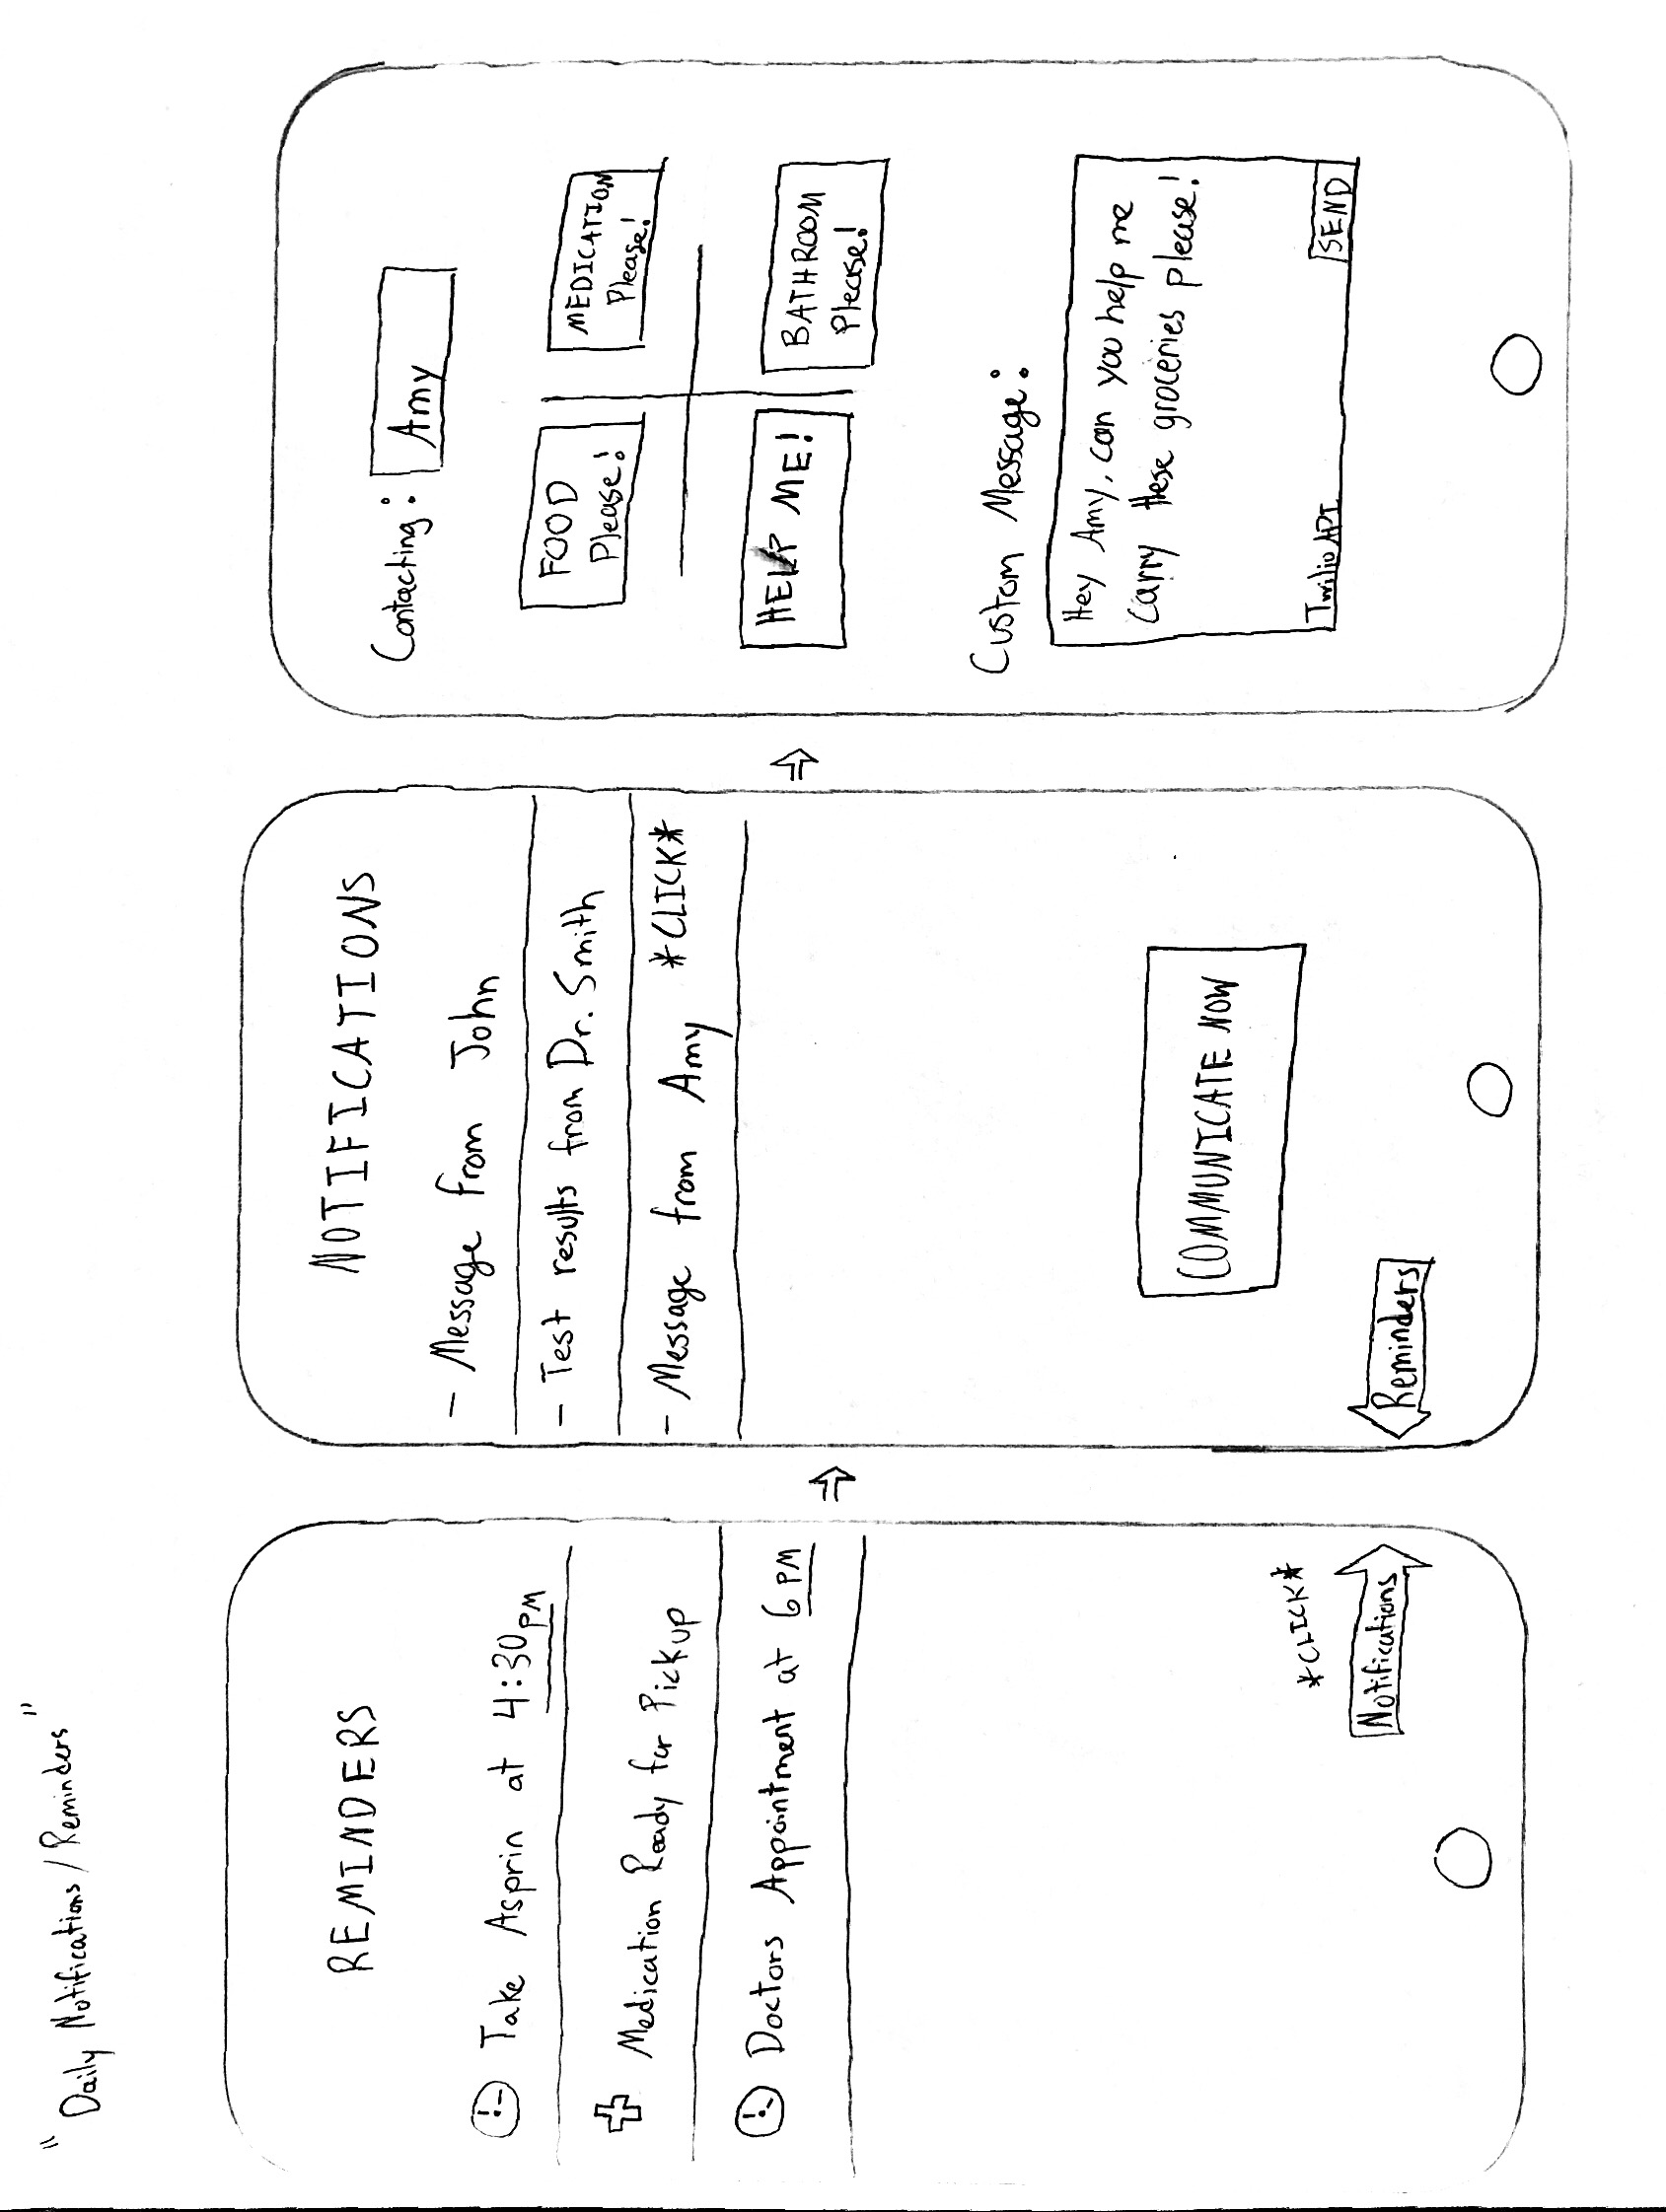 "Daily Notifications/Reminders"
REMINDERS
Take Asprin at 4:30PM
Medication Ready for Pickup
Doctors Appointment at 6PM
*CLICK*
Notifications
NOTIFICATIONS
- Message from John
- Test results from Dr. Smith
- Message from Amy *CLICK*
COMMUNICATE NOW
Reminders
Contacting: Amy
FOOD
Please!
MEDICATION
Please!
HELP ME!
BATHROOM
Please!
Custom Message:
Hey Amy, can you help me
carry these groceries please!
Twilio API
SEND